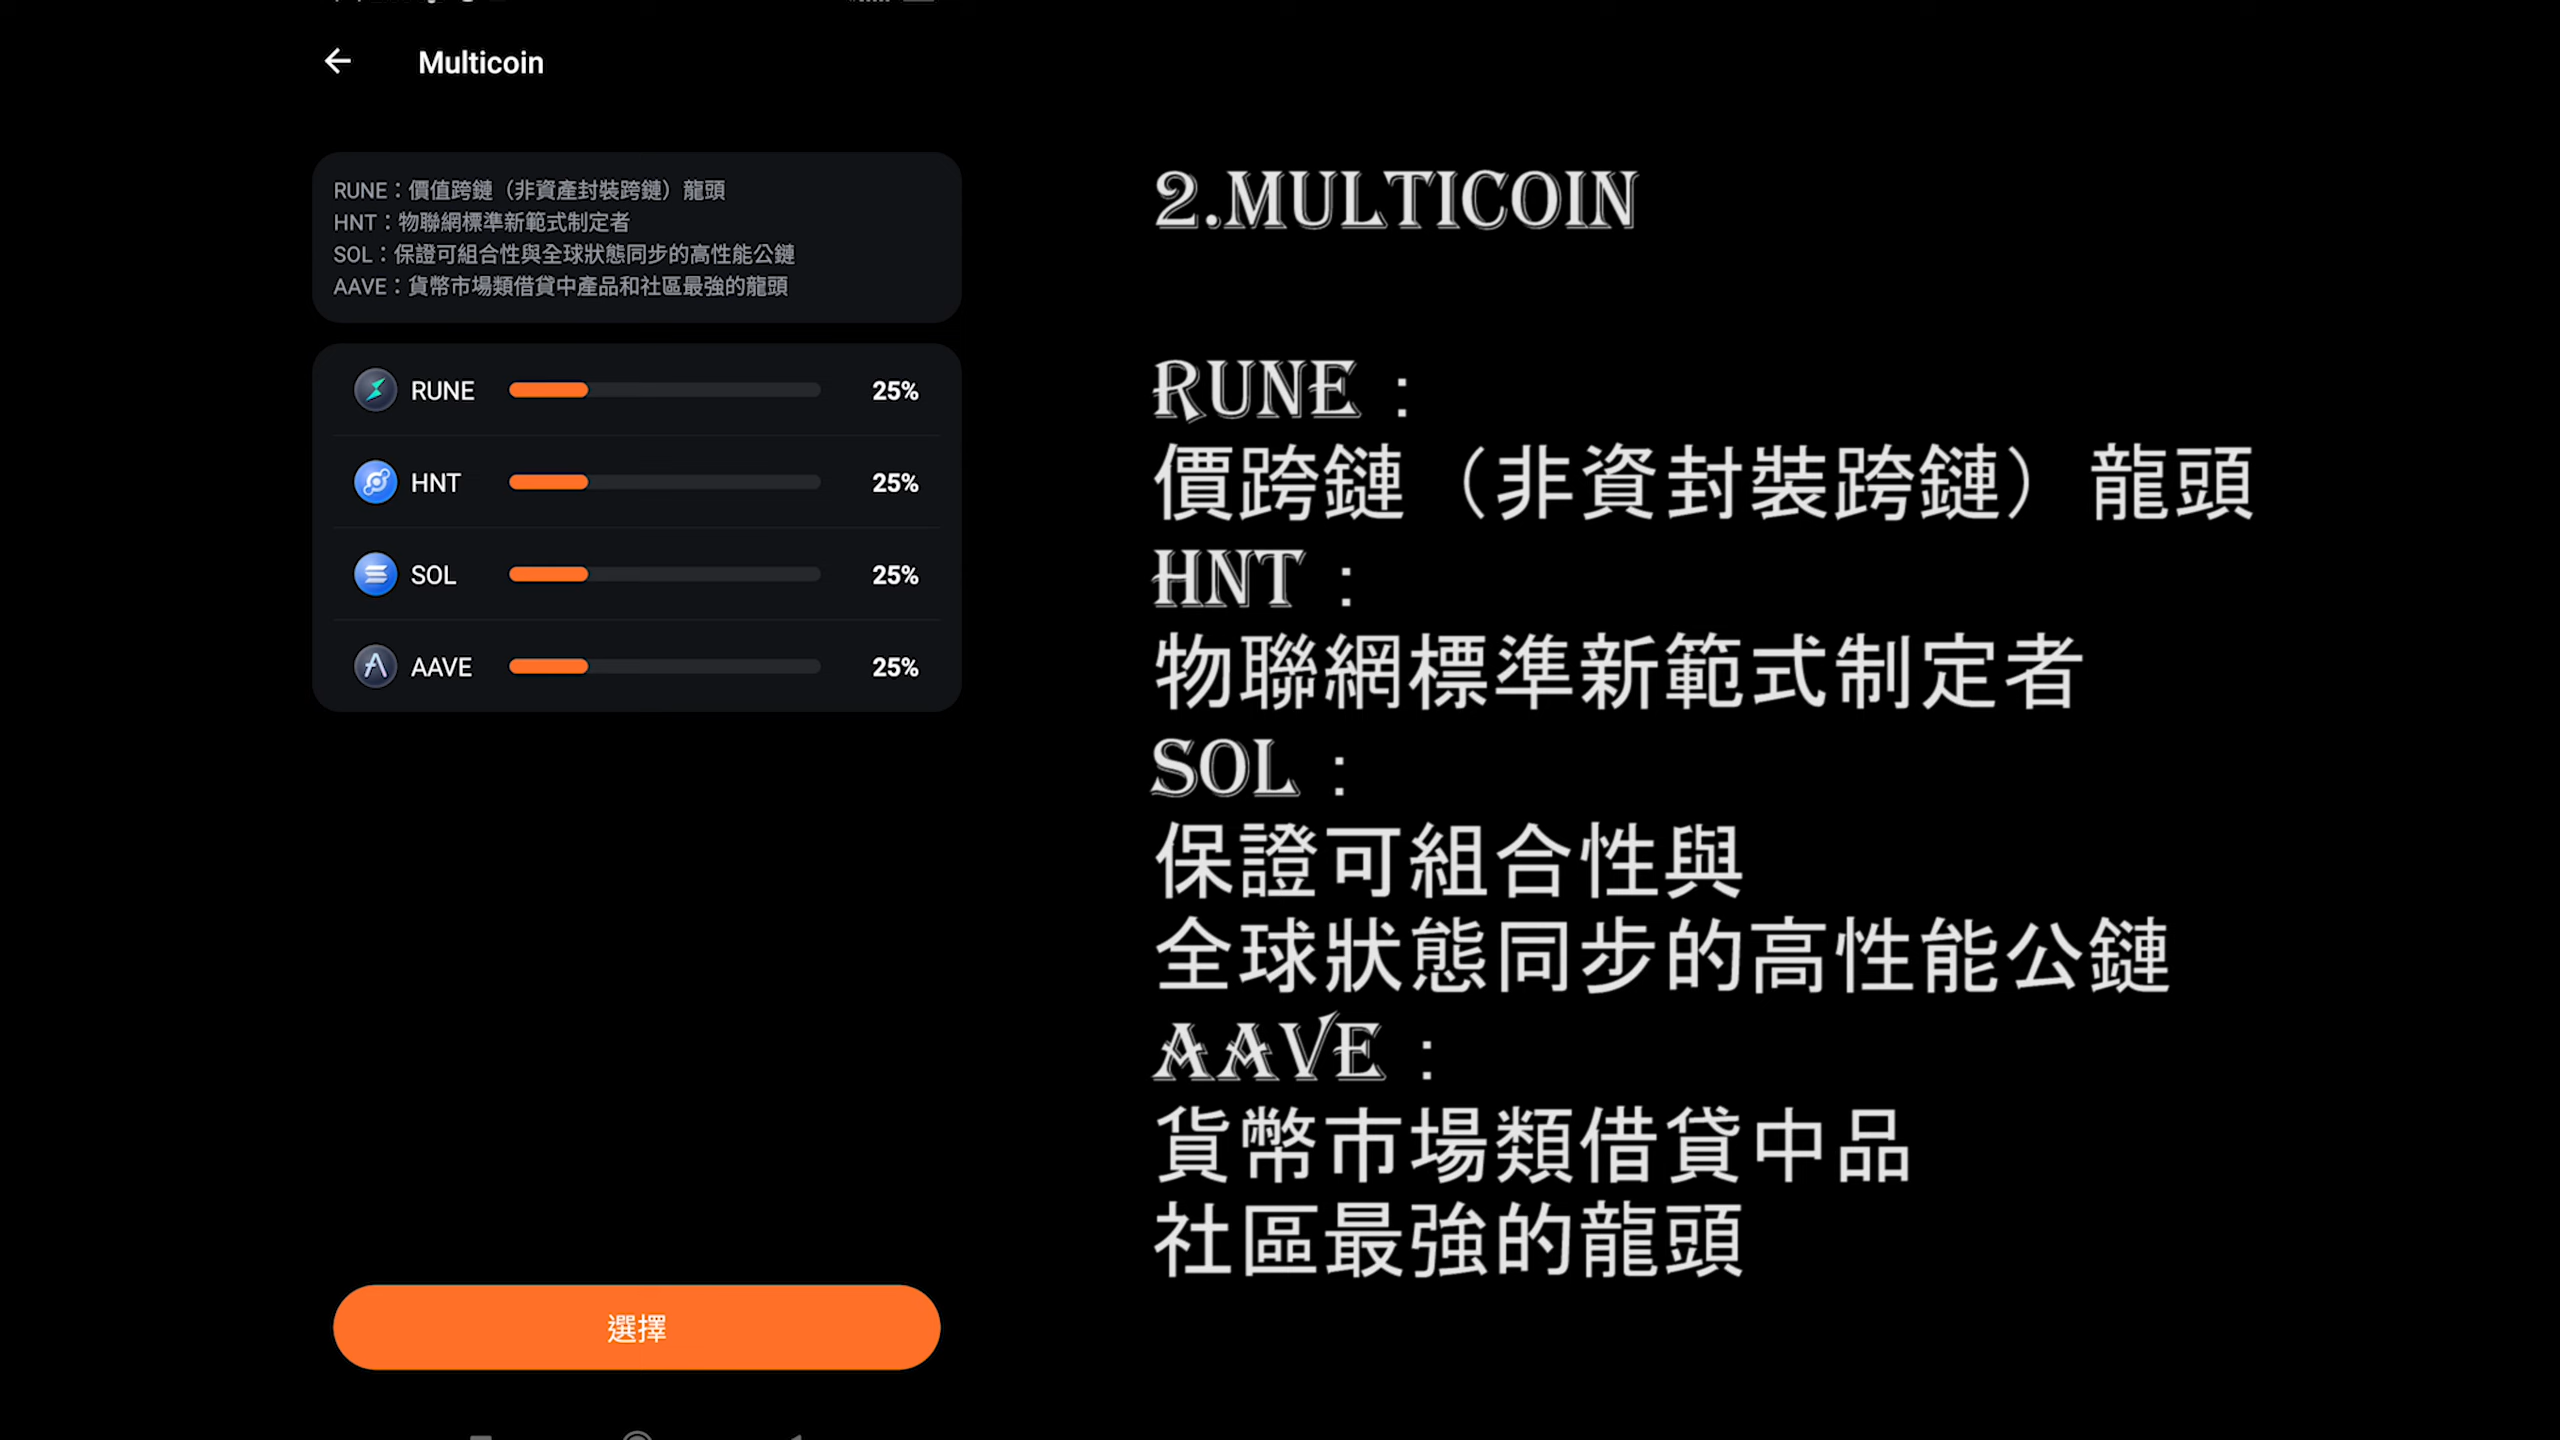 Multicoin
RUNE：價值跨鏈（非資產封裝跨鏈）龍頭
HNT：物聯網標準新範式制定者
SOL：保證可組合性與全球狀態同步的高性能公鏈
AAVE：貨幣市場類借貸中產品和社區最強的龍頭
RUNE 25%
HNT 25%
SOL 25%
AAVE 25%
選擇
2.MULTICOIN
RUNE：
價跨鏈（非資封裝跨鏈）龍頭
HNT：
物聯網標準新範式制定者
SOL：
保證可組合性與
全球狀態同步的高性能公鏈
AAVE：
貨幣市場類借貸中品
社區最強的龍頭